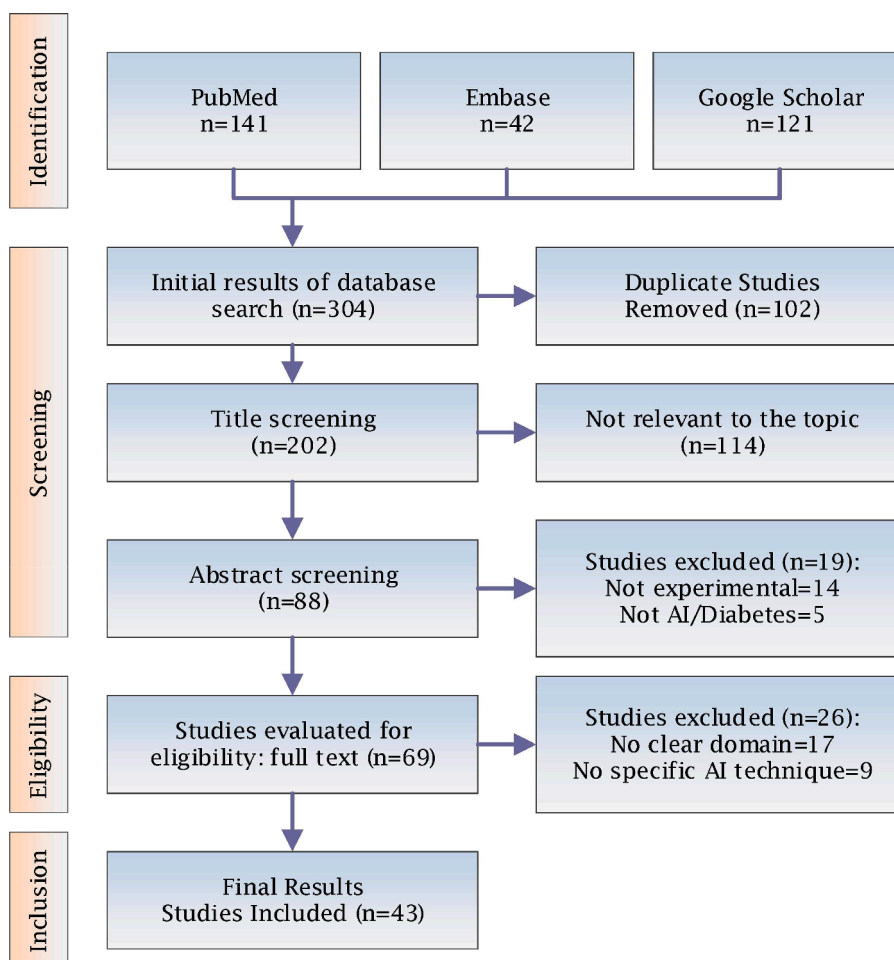 Identification
PubMed
n=141
Embase
n=42
Google Scholar
n=121
Screening
Initial results of database
search (n=304)
Duplicate Studies
Removed (n=102)
Title screening
(n=202)
Not relevant to the topic
(n=114)
Abstract screening
(n=88)
Studies excluded (n=19):
Not experimental=14
Not AI/Diabetes=5
Eligibility
Studies evaluated for
eligibility: full text (n=69)
Studies excluded (n=26):
No clear domain=17
No specific AI technique=9
Inclusion
Final Results
Studies Included (n=43)